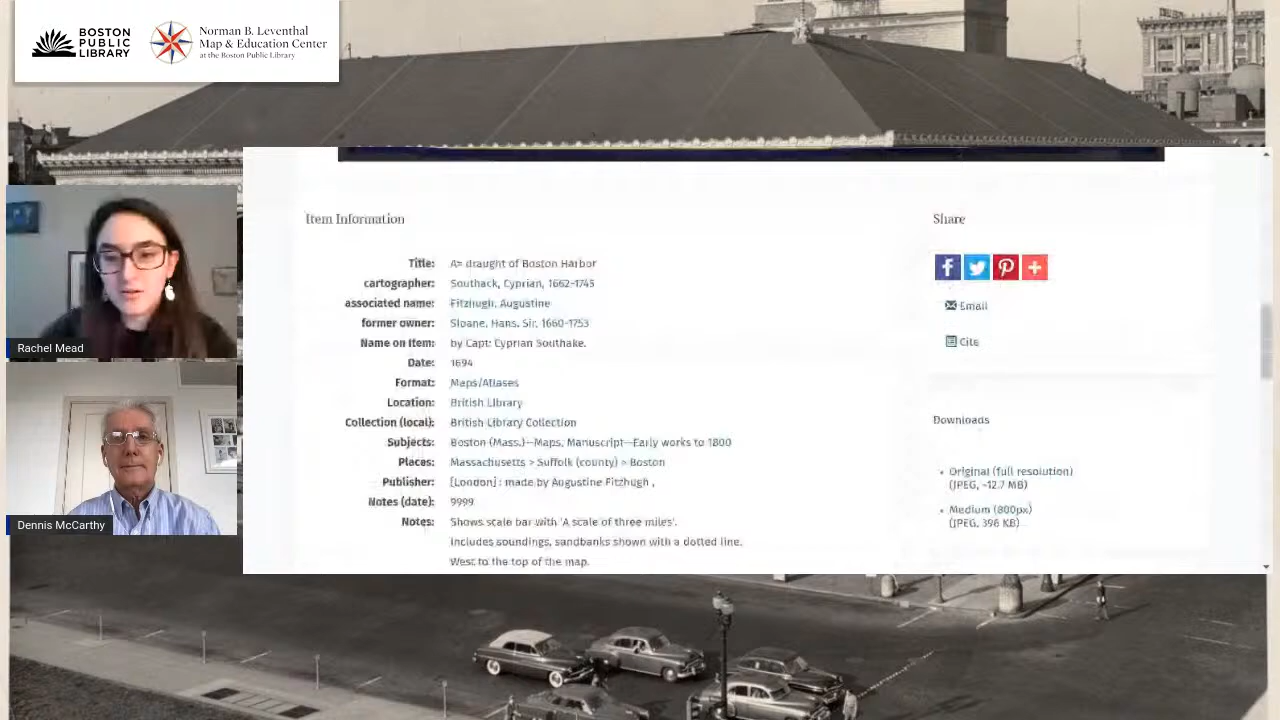 BOSTON
PUBLIC
LIBRARY
Norman B. Leventhal
Map & Education Center
at the Boston Public Library
Rachel Mead
Dennis McCarthy
Item Information
Title: A= draught of Boston Harbor
cartographer: Southack, Cyprian, 1662-1745
associated name: Fitzhugh, Augustine
former owner: Sloane, Hans, Sir, 1660-1753
Name on Item: by Capt: Cyprian Southake.
Date: 1694
Format: Maps/Atlases
Location: British Library
Collection (local): British Library Collection
Subjects: Boston (Mass.)--Maps, Manuscript--Early works to 1800
Places: Massachusetts > Suffolk (county) > Boston
Publisher: [London] : made by Augustine Fitzhugh ,
Notes (date): 9999
Notes: Shows scale bar with 'A scale of three miles'.
Includes soundings, sandbanks shown with a dotted line.
West to the top of the map.
Share
Email
Cite
Downloads
• Original (full resolution)
(JPEG, ~12.7 MB)
• Medium (800px)
(JPEG, 396 KB)